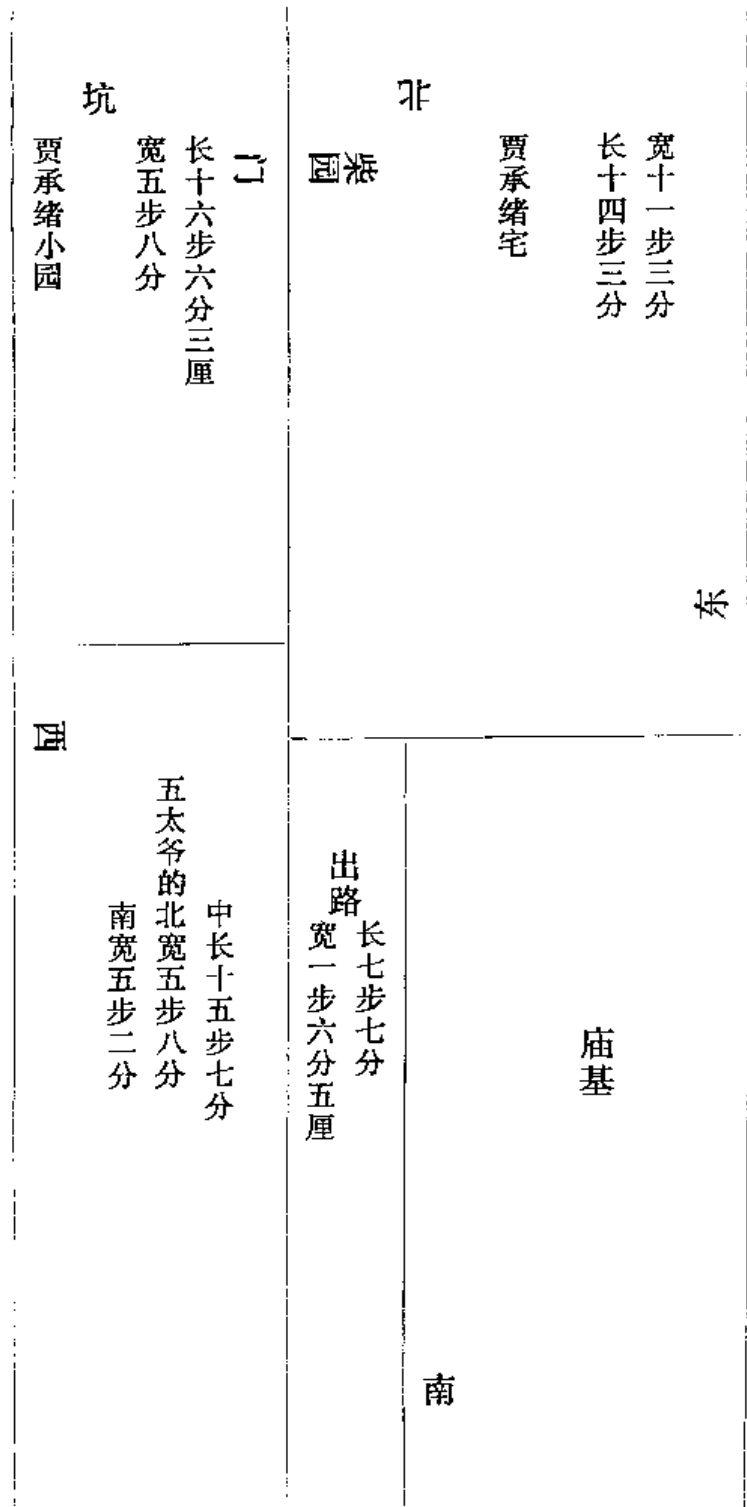 北
宽十一步三分
长十四步三分
贾承绪宅
柴园
门
长十六步六分三厘
宽五步八分
坑
贾承绪小园
东
西
中长十五步七分
五太爷的北宽五步八分
南宽五步二分
出路
长七步七分
宽一步六分五厘
庙基
南